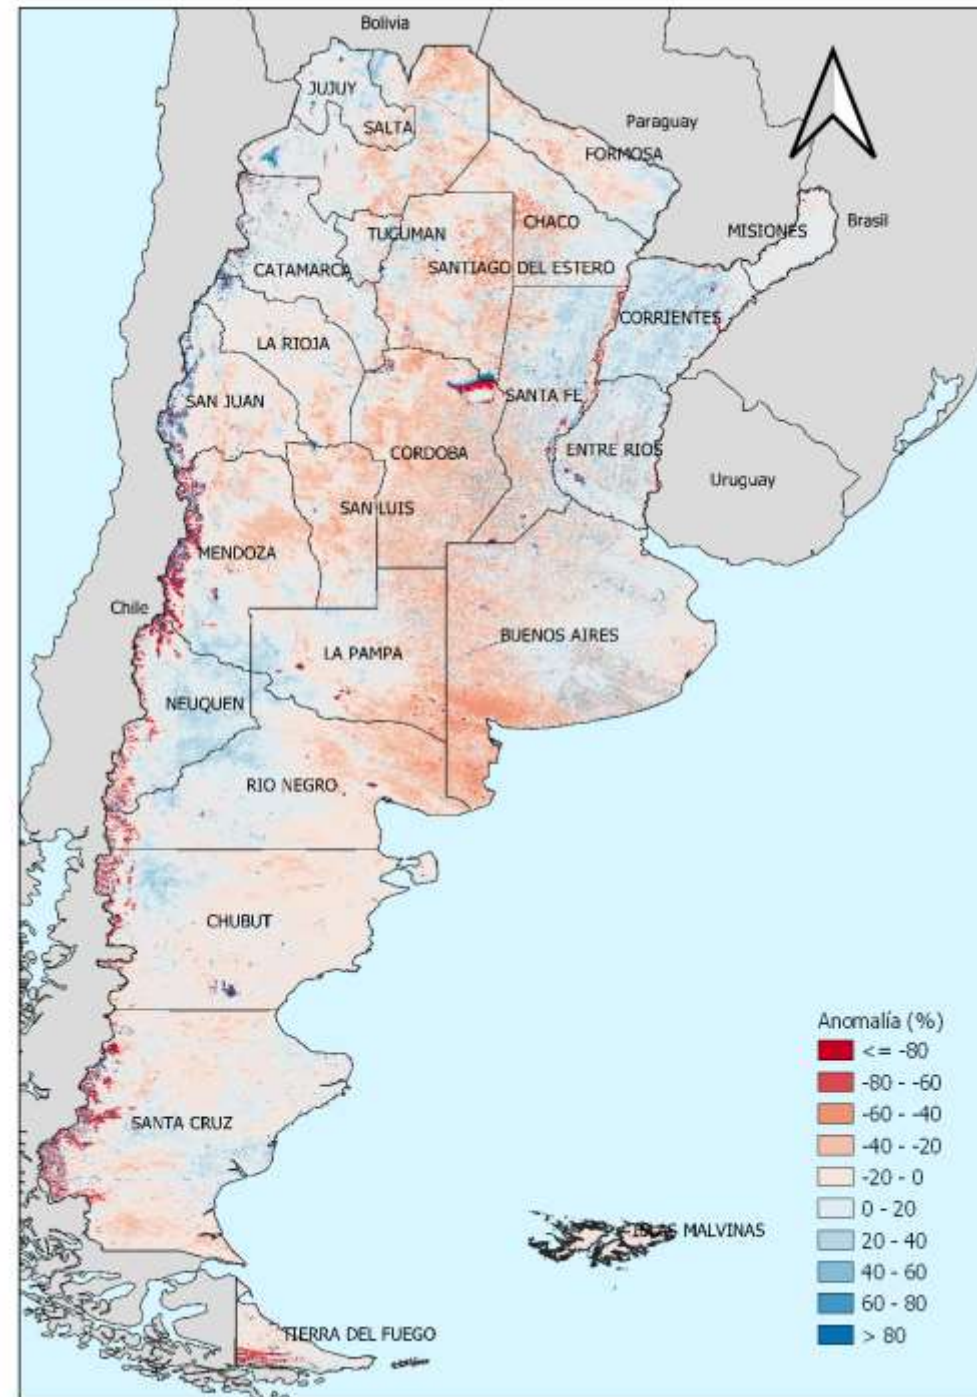 Bolivia
JUJUY
SALTA
Paraguay
FORMOSA
CHACO
TUCUMAN
MISIONES
Brasil
SANTIAGO DEL ESTERO
CATAMARCA
CORRIENTES
LA RIOJA
SAN JUAN
SANTA FE
CORDOBA
ENTRE RIOS
Uruguay
SAN LUIS
MENDOZA
Chile
BUENOS AIRES
LA PAMPA
NEUQUEN
RIO NEGRO
CHUBUT
SANTA CRUZ
ISLAS MALVINAS
TIERRA DEL FUEGO
Anomalía (%)
<= -80
-80 - -60
-60 - -40
-40 - -20
-20 - 0
0 - 20
20 - 40
40 - 60
60 - 80
> 80